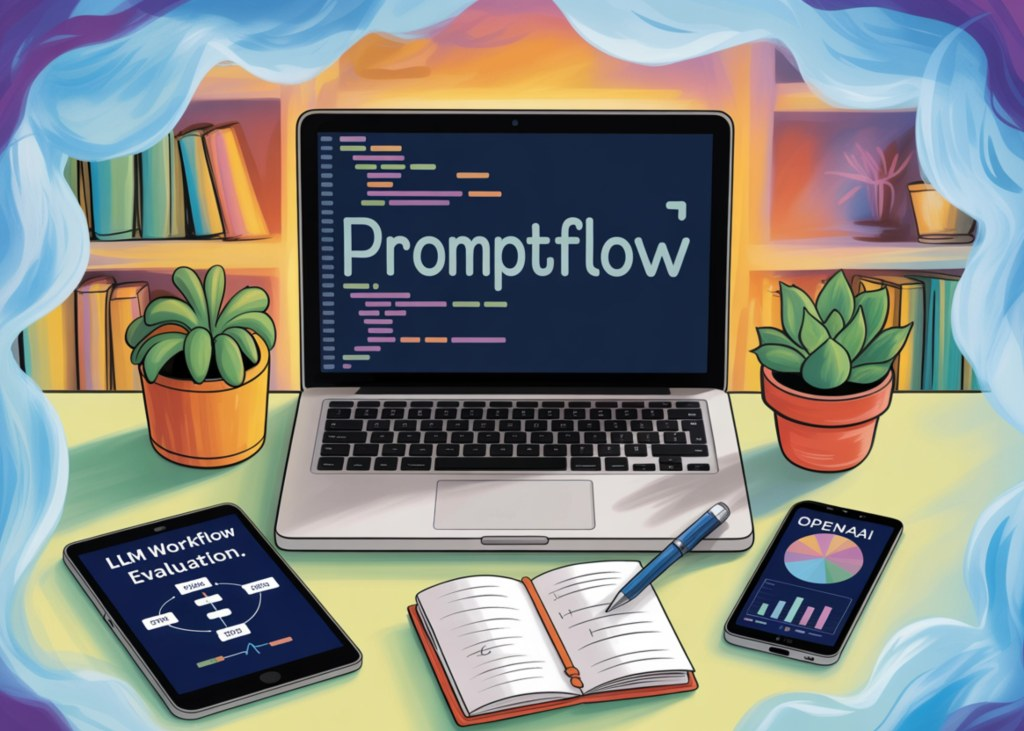 Promptflow
LLM Workflow
Evaluation.
OPENAAI